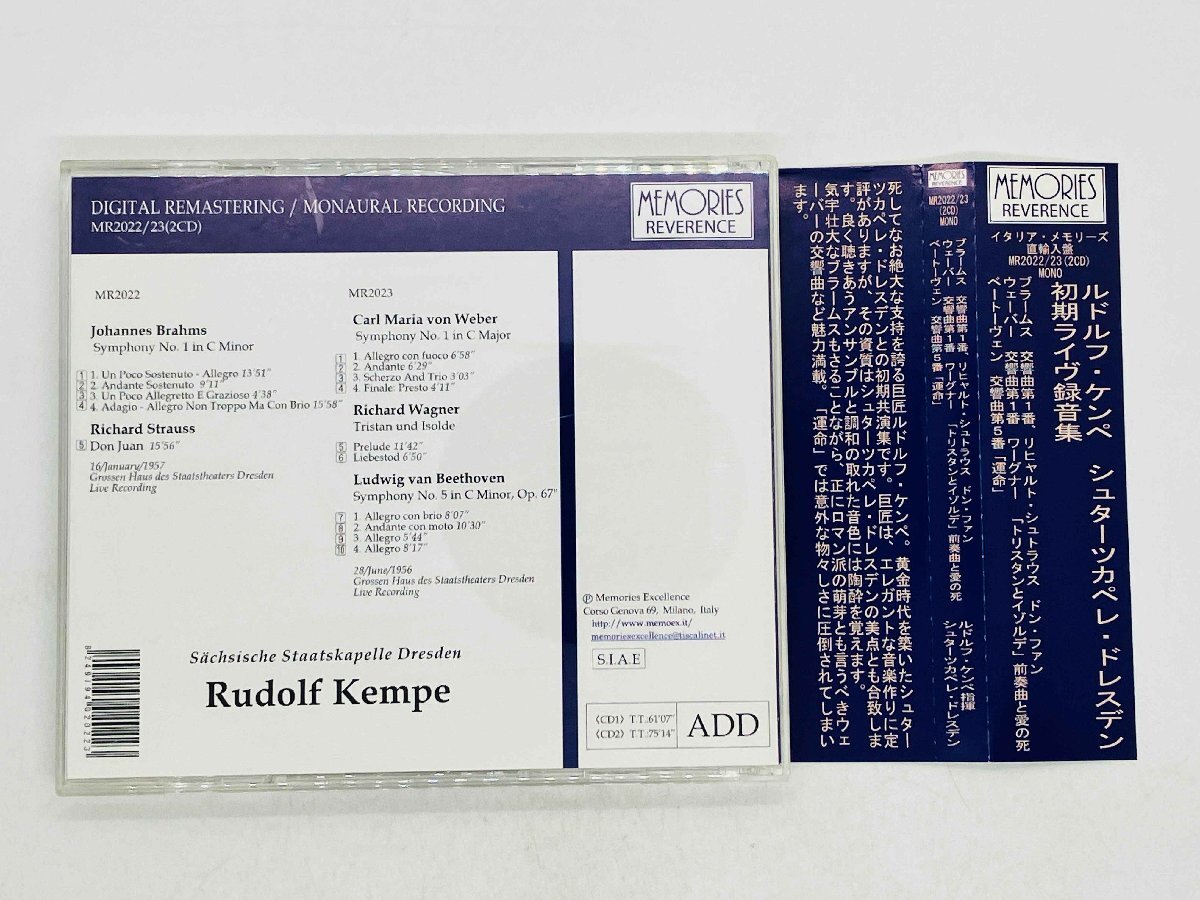 DIGITAL REMASTERING / MONAURAL RECORDING
MR2022/23(2CD)
MEMORIES
REVERENCE
MR2022
Johannes Brahms
Symphony No. 1 in C Minor
1 1. Un Poco Sostenuto - Allegro 13'51"
2 2. Andante Sostenuto 9'11"
3 3. Un Poco Allegretto E Grazioso 4'38"
4 4. Adagio - Allegro Non Troppo Ma Con Brio 15'58"
Richard Strauss
5 Don Juan 15'56"
16/January/1957
Grossen Haus des Staatstheaters Dresden
Live Recording
MR2023
Carl Maria von Weber
Symphony No. 1 in C Major
1 1. Allegro con fuoco 6'58"
2 2. Andante 6'29"
3 3. Scherzo And Trio 3'03"
4 4. Finale: Presto 4'11"
Richard Wagner
Tristan und Isolde
5 Prelude 11'42"
6 Liebestod 6'50"
Ludwig van Beethoven
Symphony No. 5 in C Minor, Op. 67"
7 1. Allegro con brio 8'07"
8 2. Andante con moto 10'30"
9 3. Allegro 5'44"
10 4. Allegro 8'17"
28/June/1956
Grossen Haus des Staatstheaters Dresden
Live Recording
Sächsische Staatskapelle Dresden
Rudolf Kempe
8 74919 4 020223
Ⓟ Memories Excellence
Corso Genova 69, Milano, Italy
http://www.memoex.it/
memoriesexcellence@tiscalinet.it
S.I.A.E
〈CD1〉T.T.:61'07"
〈CD2〉T.T.:75'14"
ADD
MEMORIES
REVERENCE
イタリア・メモリーズ
直輸入盤
MR2022/23(2CD)
MONO
ルドルフ・ケンペ シュターツカペレ・ドレスデン
初期ライヴ録音集
ブラームス 交響曲第1番、リヒャルト・シュトラウス ドン・ファン
ウェーバー 交響曲第1番 ワーグナー 「トリスタンとイゾルデ」前奏曲と愛の死
ベートーヴェン 交響曲第5番「運命」
MEMORIES
REVERENCE
MR2022/23
(2CD)
MONO
ブラームス 交響曲第1番、リヒャルト・シュトラウス ドン・ファン
ウェーバー 交響曲第1番 ワーグナー 「トリスタンとイゾルデ」前奏曲と愛の死
ベートーヴェン 交響曲第5番「運命」
ルドルフ・ケンペ指揮
シュターツカペレ・ドレスデン
死してなお絶大な支持を誇る巨匠ルドルフ・ケンペ。黄金時代を築いたシュター
ツカペレ・ドレスデンとの初期共演集です。巨匠は、エレガントな音楽作りに定
評がありますが、その資質はシュターツカペレ・ドレスデンの美点とも合致しま
す。良く聴きあうアンサンブルと調和の取れた音色には陶酔を覚えます。
気宇壮大なブラームスもさることながら、正にロマン派の萌芽とも言うべきウェ
ーバーの交響曲など魅力満載。「運命」では意外な物々しさに圧倒されてしまい
ます。